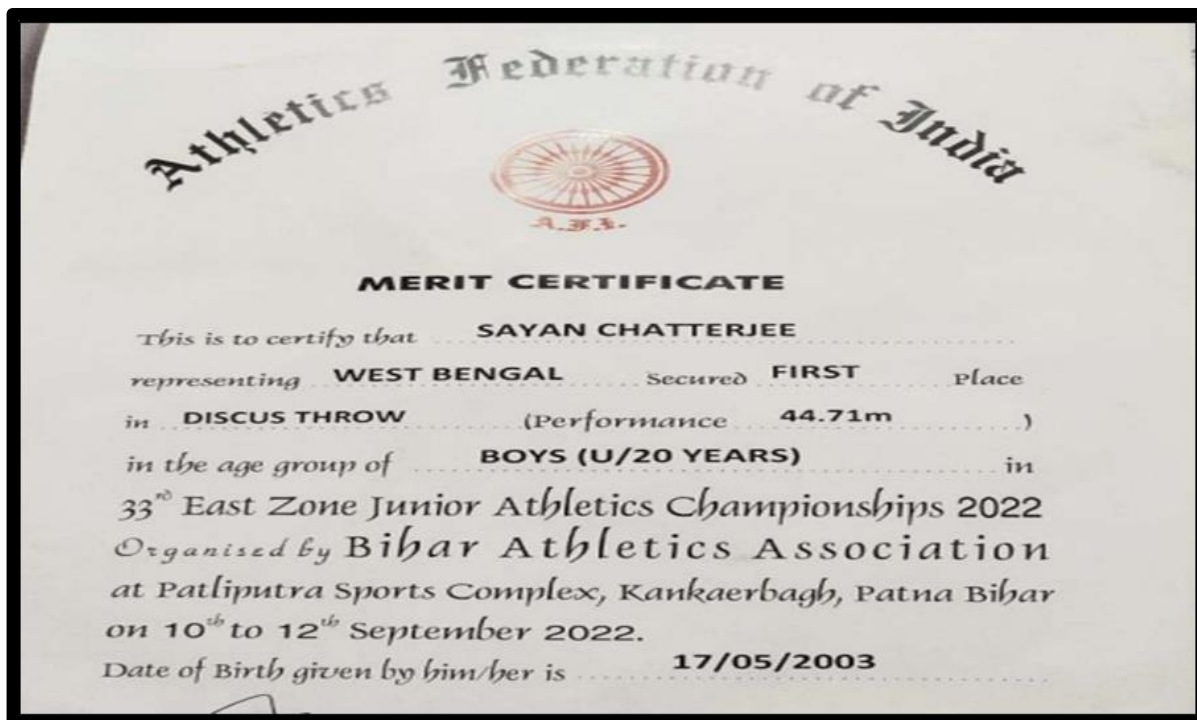 Athletics Federation of India
A.F.I.
MERIT CERTIFICATE
This is to certify that SAYAN CHATTERJEE
representing WEST BENGAL Secured FIRST Place
in DISCUS THROW (Performance 44.71m )
in the age group of BOYS (U/20 YEARS) in
33rd East Zone Junior Athletics Championships 2022
Organised by Bihar Athletics Association
at Patliputra Sports Complex, Kankaerbagh, Patna Bihar
on 10th to 12th September 2022.
Date of Birth given by him/her is 17/05/2003